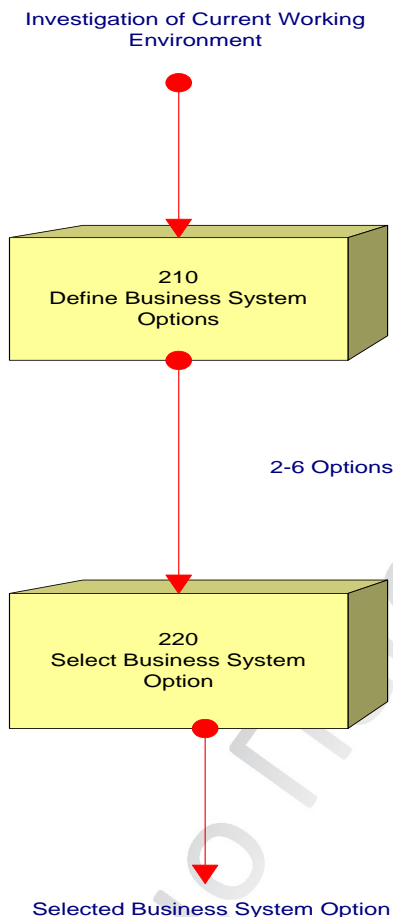 Investigation of Current Working
Environment
210
Define Business System
Options
2-6 Options
220
Select Business System
Option
Selected Business System Option